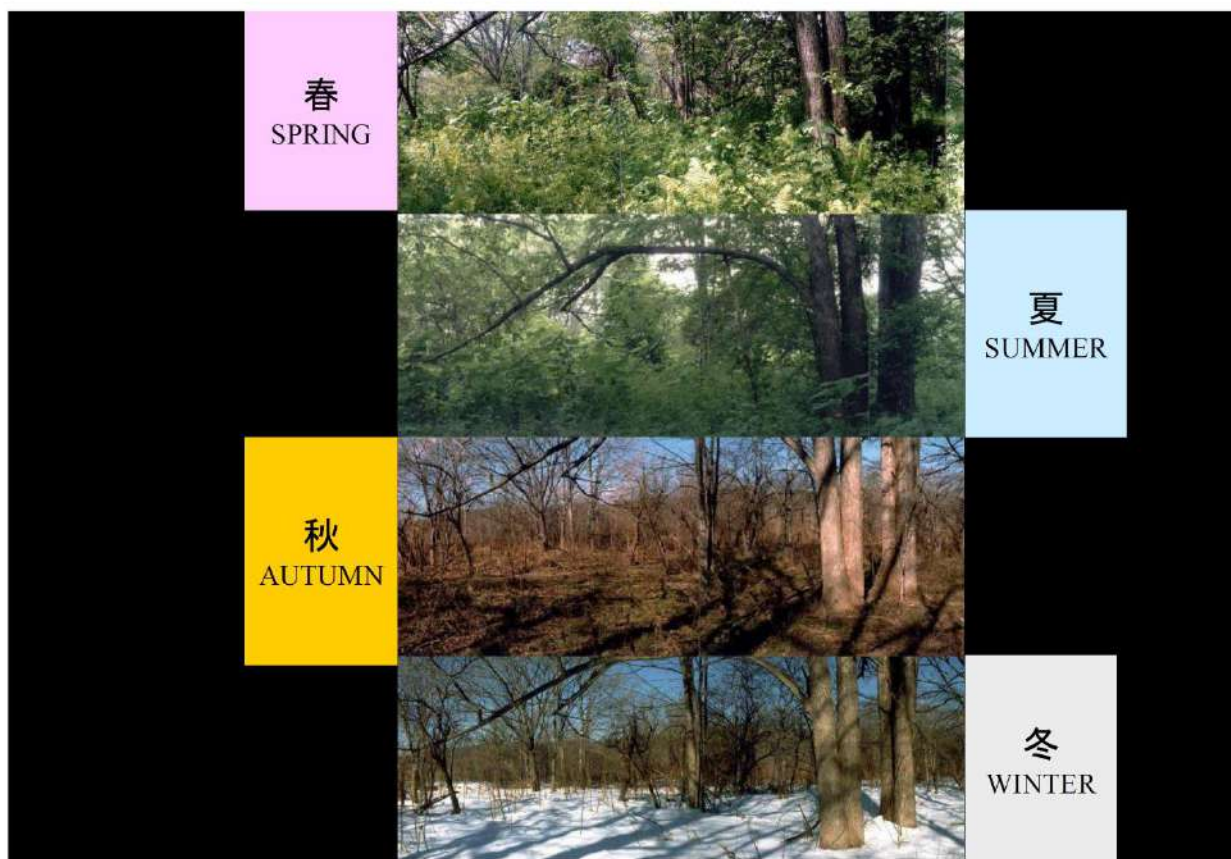 春
SPRING
夏
SUMMER
秋
AUTUMN
冬
WINTER